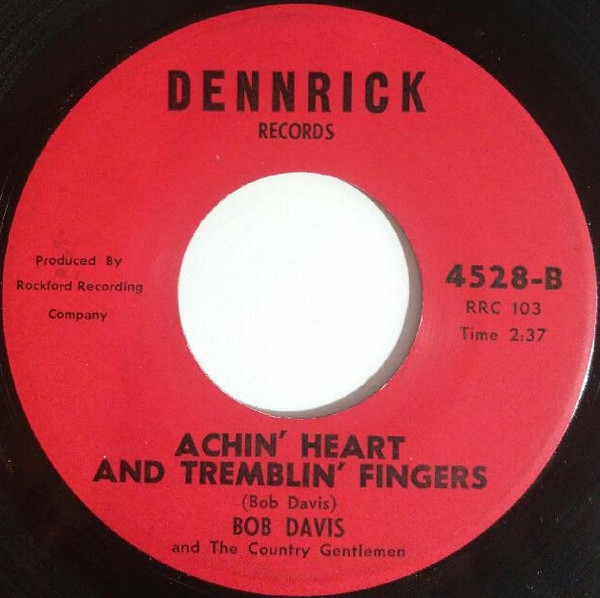 DENNRICK
RECORDS
Produced By
Rockford Recording
Company
4528-B
RRC 103
Time 2:37
ACHIN' HEART
AND TREMBLIN' FINGERS
(Bob Davis)
BOB DAVIS
and The Country Gentlemen